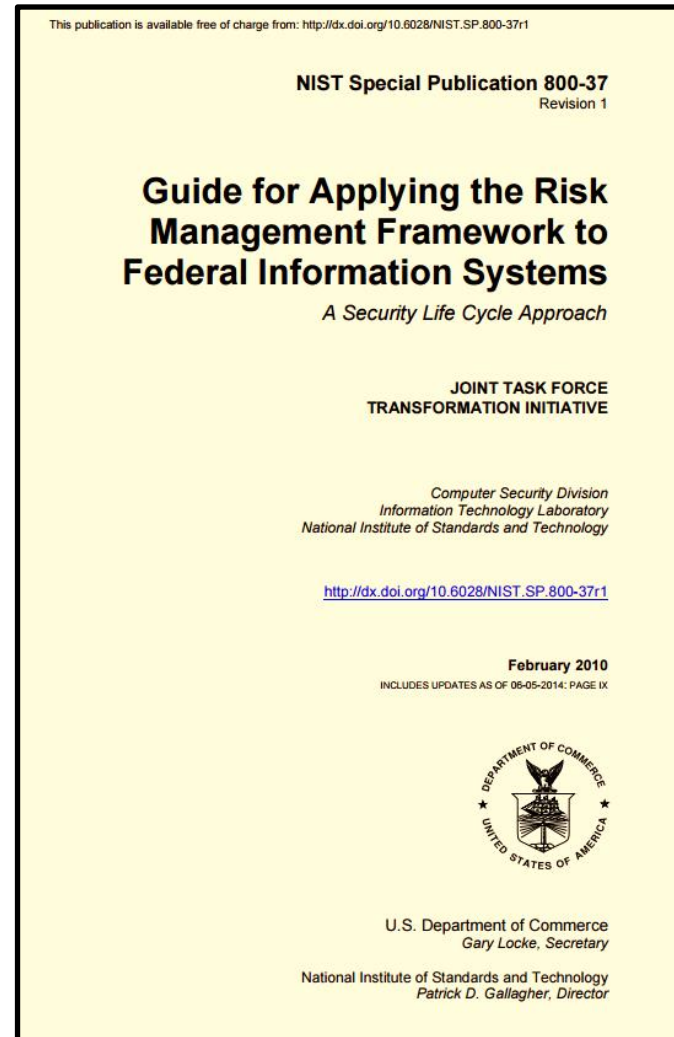 This publication is available free of charge from: http://dx.doi.org/10.6028/NIST.SP.800-37r1
NIST Special Publication 800-37
Revision 1
Guide for Applying the Risk
Management Framework to
Federal Information Systems
A Security Life Cycle Approach
JOINT TASK FORCE
TRANSFORMATION INITIATIVE
Computer Security Division
Information Technology Laboratory
National Institute of Standards and Technology
http://dx.doi.org/10.6028/NIST.SP.800-37r1
February 2010
INCLUDES UPDATES AS OF 06-05-2014: PAGE IX
DEPARTMENT OF COMMERCE
UNITED STATES OF AMERICA
U.S. Department of Commerce
Gary Locke, Secretary
National Institute of Standards and Technology
Patrick D. Gallagher, Director